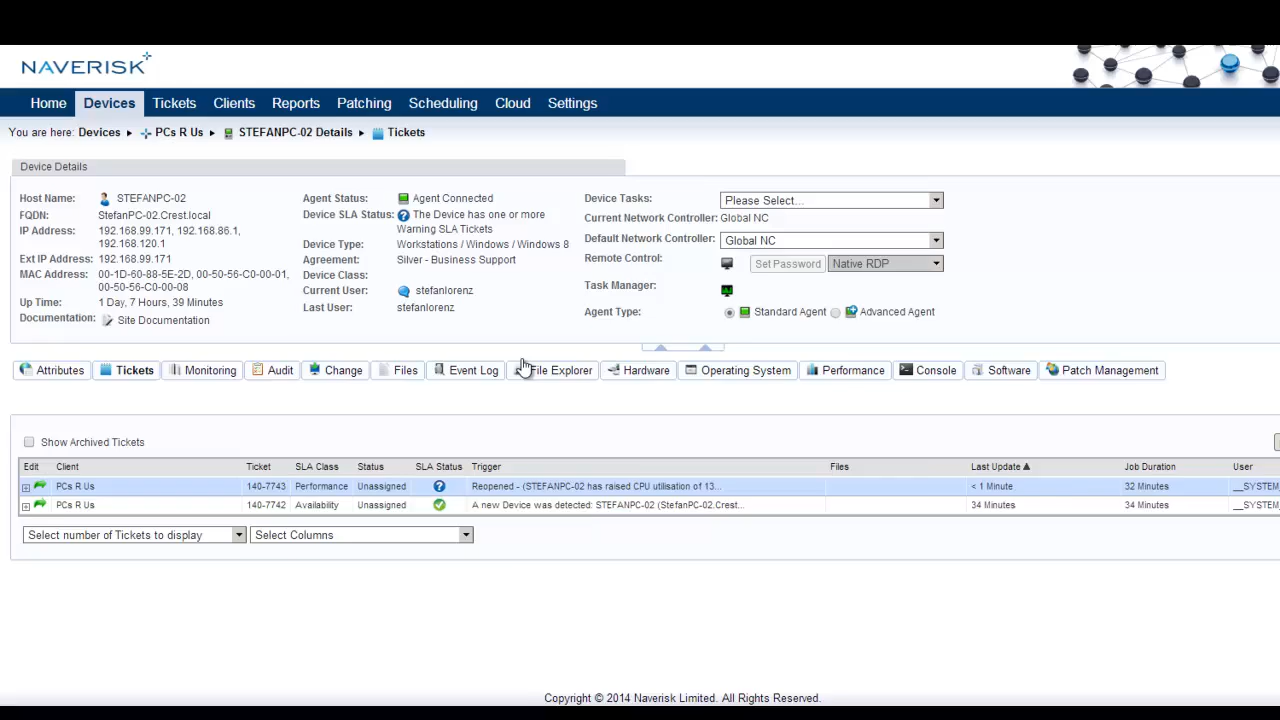 NAVERISK
Home Devices Tickets Clients Reports Patching Scheduling Cloud Settings
You are here: Devices PCs R Us STEFANPC-02 Details Tickets
Device Details
Host Name: STEFANPC-02
FQDN: StefanPC-02.Crest.local
IP Address: 192.168.99.171, 192.168.86.1,
192.168.120.1
Ext IP Address: 192.168.99.171
MAC Address: 00-1D-60-88-5E-2D, 00-50-56-C0-00-01,
00-50-56-C0-00-08
Up Time: 1 Day, 7 Hours, 39 Minutes
Documentation: Site Documentation
Agent Status: Agent Connected
Device SLA Status: The Device has one or more
Warning SLA Tickets
Device Type: Workstations / Windows / Windows 8
Agreement: Silver - Business Support
Device Class:
Current User: stefanlorenz
Last User: stefanlorenz
Device Tasks: Please Select...
Current Network Controller: Global NC
Default Network Controller: Global NC
Remote Control: Set Password Native RDP
Task Manager:
Agent Type: Standard Agent Advanced Agent
Attributes Tickets Monitoring Audit Change Files Event Log File Explorer Hardware Operating System Performance Console Software Patch Management
Show Archived Tickets
Edit Client Ticket SLA Class Status SLA Status Trigger Files Last Update Job Duration User
PCs R Us 140-7743 Performance Unassigned Reopened - (STEFANPC-02 has raised CPU utilisation of 13... < 1 Minute 32 Minutes __SYSTEM_
PCs R Us 140-7742 Availability Unassigned A new Device was detected: STEFANPC-02 (StefanPC-02.Crest... 34 Minutes 34 Minutes __SYSTEM_
Select number of Tickets to display Select Columns
Copyright © 2014 Naverisk Limited. All Rights Reserved.